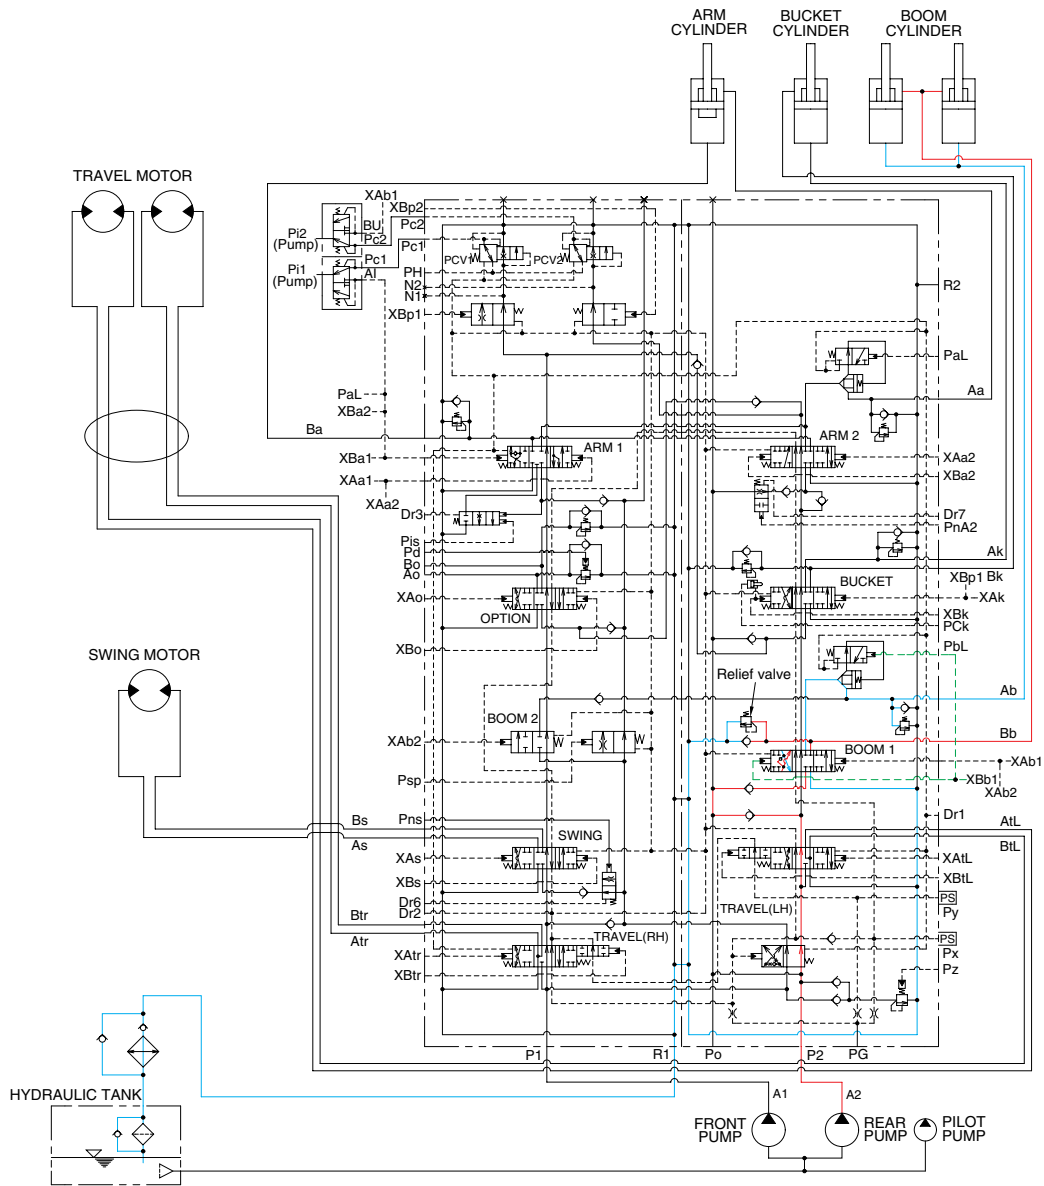 ARM
CYLINDER
BUCKET
CYLINDER
BOOM
CYLINDER
TRAVEL MOTOR
XAb1
XBp2
BU
Pc2
Pi2
(Pump)
Pc2
Pc1
Pc1
Pi1
(Pump)
AI
PCV1
PCV2
PH
N2
N1
XBp1
R2
PaL
PaL
XBa2
Aa
Ba
ARM 1
ARM 2
XBa1
XAa2
XAa1
XBa2
XAa2
Dr3
Dr7
PnA2
Pis
Pd
Bo
Ao
Ak
XBp1
Bk
BUCKET
XAo
XAk
OPTION
XBk
PCk
XBo
PbL
SWING MOTOR
Relief valve
Ab
BOOM 2
Bb
XAb2
BOOM 1
XAb1
Psp
XBb1
XAb2
Bs
Pns
Dr1
AtL
As
SWING
BtL
XAs
XAtL
XBs
XBtL
Dr6
Dr2
PS
Py
Btr
TRAVEL(LH)
Atr
TRAVEL(RH)
PS
XAtr
Px
XBtr
Pz
P1
R1
Po
P2
PG
HYDRAULIC TANK
A1
A2
FRONT
PUMP
REAR
PUMP
PILOT
PUMP